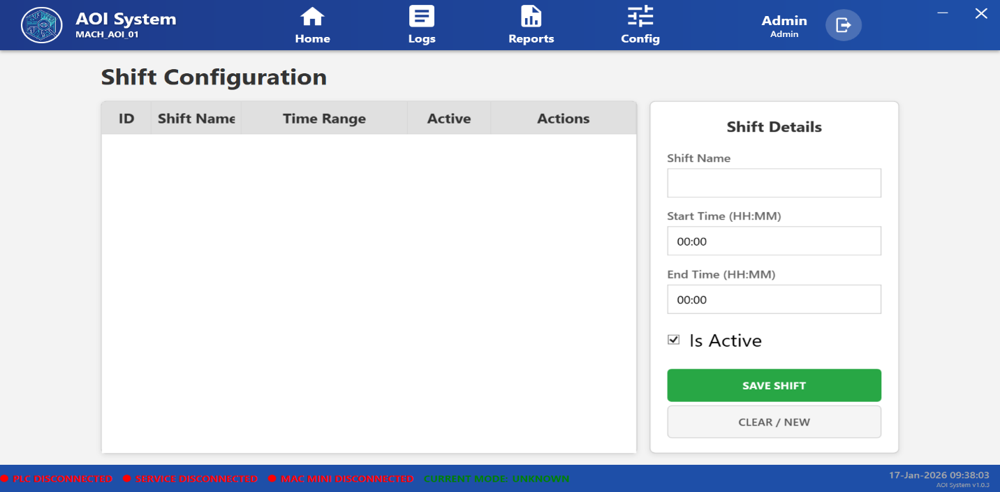 AOI System
MACH_AOI_01
Home
Logs
Reports
Config
Admin
Admin
Shift Configuration
ID Shift Name Time Range Active Actions
Shift Details
Shift Name
Start Time (HH:MM)
00:00
End Time (HH:MM)
00:00
Is Active
SAVE SHIFT
CLEAR / NEW
PLC DISCONNECTED SERVICE DISCONNECTED MAC MINI DISCONNECTED CURRENT MODE: UNKNOWN
17-Jan-2026 09:38:03
AOI System v1.0.3